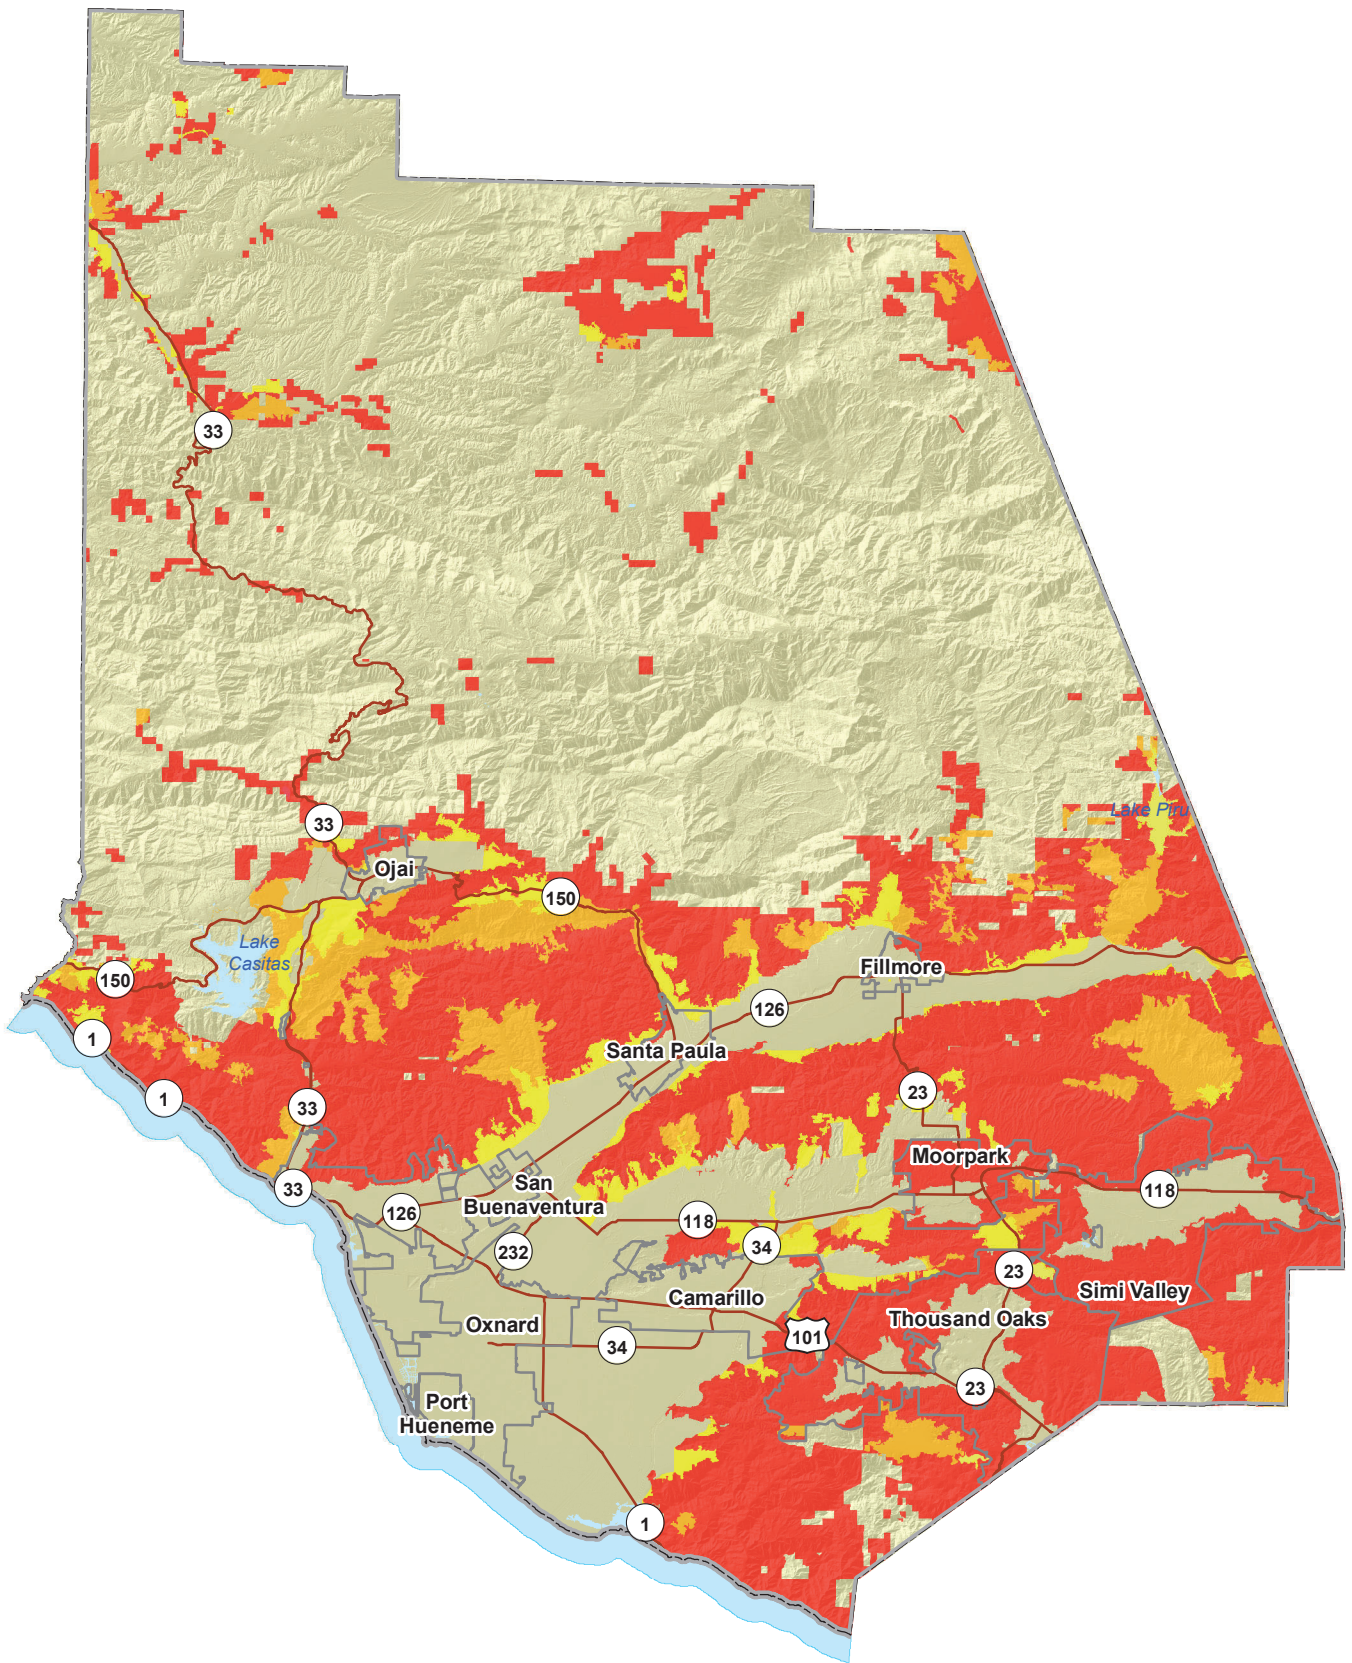 33
Lake Piru
33
Ojai
150
Lake
Casitas
Fillmore
150
126
1
Santa Paula
23
1
33
Moorpark
San
Buenaventura
33
118
126
118
232
34
23
Simi Valley
Camarillo
Thousand Oaks
Oxnard
101
34
23
Port
Hueneme
1